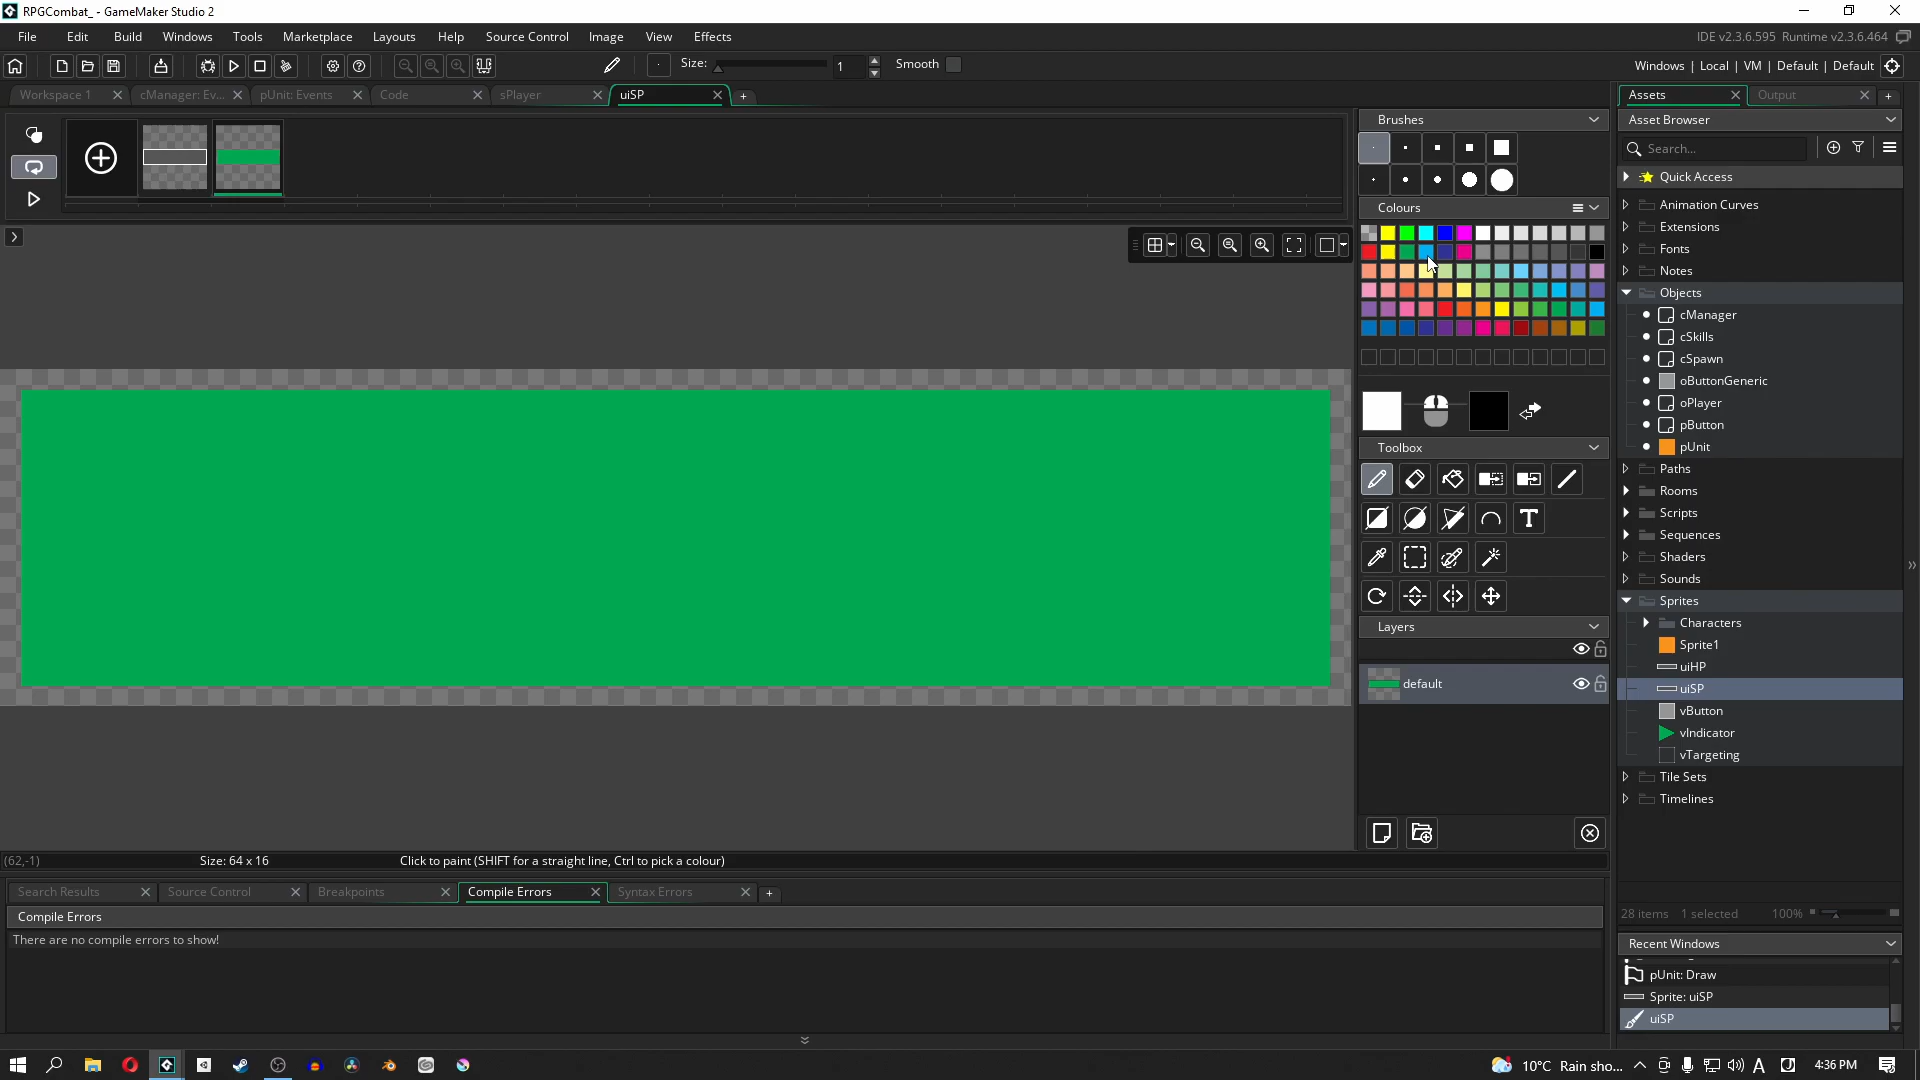 RPGCombat_ - GameMaker Studio 2
File Edit Build Windows Tools Marketplace Layouts Help Source Control Image View Effects
IDE v2.3.6.595 Runtime v2.3.6.464
Size: 1 Smooth
Windows | Local | VM | Default | Default
Workspace 1 cManager: Ev... pUnit: Events Code sPlayer uiSP
Brushes
Colours
Toolbox
Layers
default
(62,-1) Size: 64 x 16 Click to paint (SHIFT for a straight line, Ctrl to pick a colour)
Search Results Source Control Breakpoints Compile Errors Syntax Errors
Compile Errors
There are no compile errors to show!
Assets Output
Asset Browser
Search...
Quick Access
Animation Curves
Extensions
Fonts
Notes
Objects
cManager
cSkills
cSpawn
oButtonGeneric
oPlayer
pButton
pUnit
Paths
Rooms
Scripts
Sequences
Shaders
Sounds
Sprites
Characters
Sprite1
uiHP
uiSP
vButton
vIndicator
vTargeting
Tile Sets
Timelines
28 items 1 selected 100%
Recent Windows
pUnit: Draw
Sprite: uiSP
uiSP
10°C Rain sho... A 4:36 PM